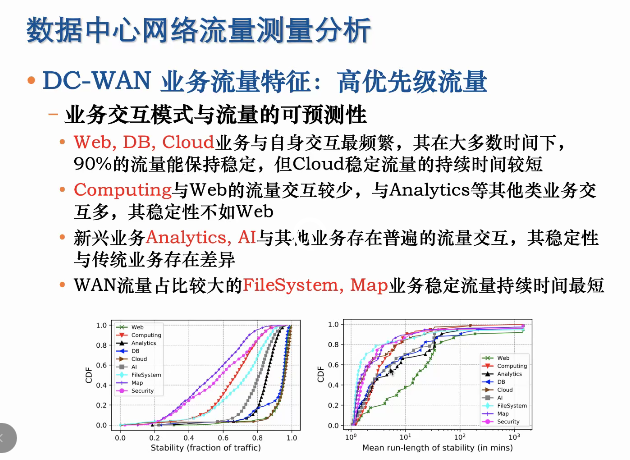 数据中心网络流量测量分析
• DC-WAN 业务流量特征：高优先级流量
– 业务交互模式与流量的可预测性
• Web, DB, Cloud业务与自身交互最频繁，其在大多数时间下，
90%的流量能保持稳定，但Cloud稳定流量的持续时间较短
• Computing与Web的流量交互较少，与Analytics等其他类业务交
互多，其稳定性不如Web
• 新兴业务Analytics, AI与其他业务存在普遍的流量交互，其稳定性
与传统业务存在差异
• WAN流量占比较大的FileSystem, Map业务稳定流量持续时间最短
CDF
1.0
0.8
0.6
0.4
0.2
0.0
Web
Computing
Analytics
DB
Cloud
AI
FileSystem
Map
Security
0.0 0.2 0.4 0.6 0.8 1.0
Stability (fraction of traffic)
CDF
1.0
0.8
0.6
0.4
0.2
0.0
Web
Computing
Analytics
DB
Cloud
AI
FileSystem
Map
Security
10⁰ 10¹ 10² 10³
Mean run-length of stability (in mins)